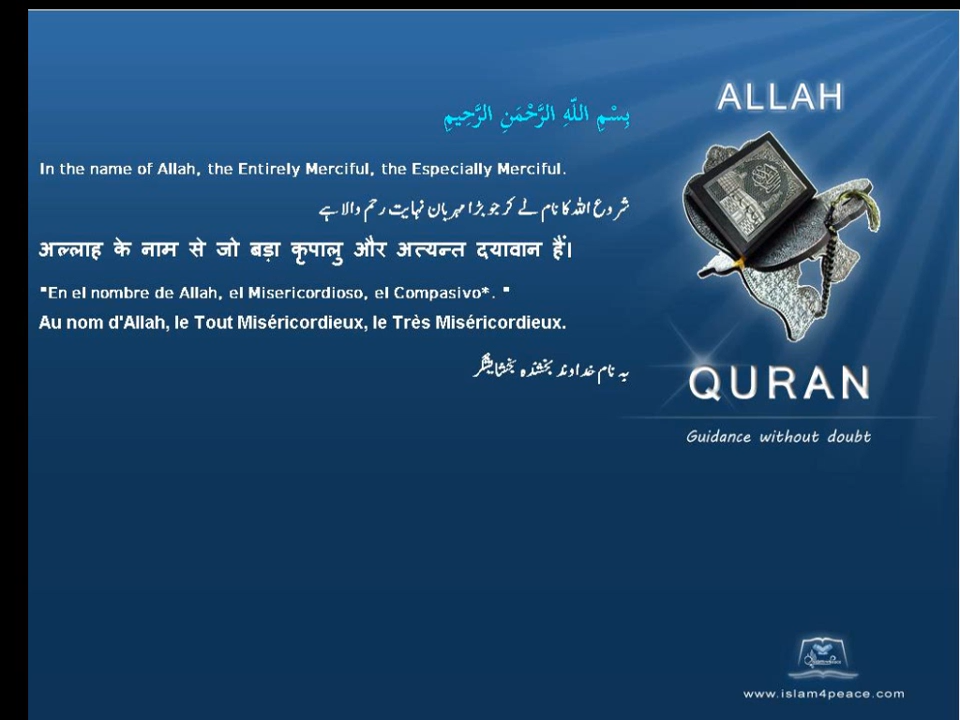 بِسْمِ اللَّهِ الرَّحْمَنِ الرَّحِيمِ
In the name of Allah, the Entirely Merciful, the Especially Merciful.
شروع الله کا نام لے کر جو بڑا مہربان نہایت رحم والا ہے
अल्लाह के नाम से जो बड़ा कृपालु और अत्यन्त दयावान हैं।
"En el nombre de Allah, el Misericordioso, el Compasivo*. "
Au nom d'Allah, le Tout Miséricordieux, le Très Miséricordieux.
به نام خداوند بخشنده بخشایشگر
ALLAH
QURAN
Guidance without doubt
www.islam4peace.com